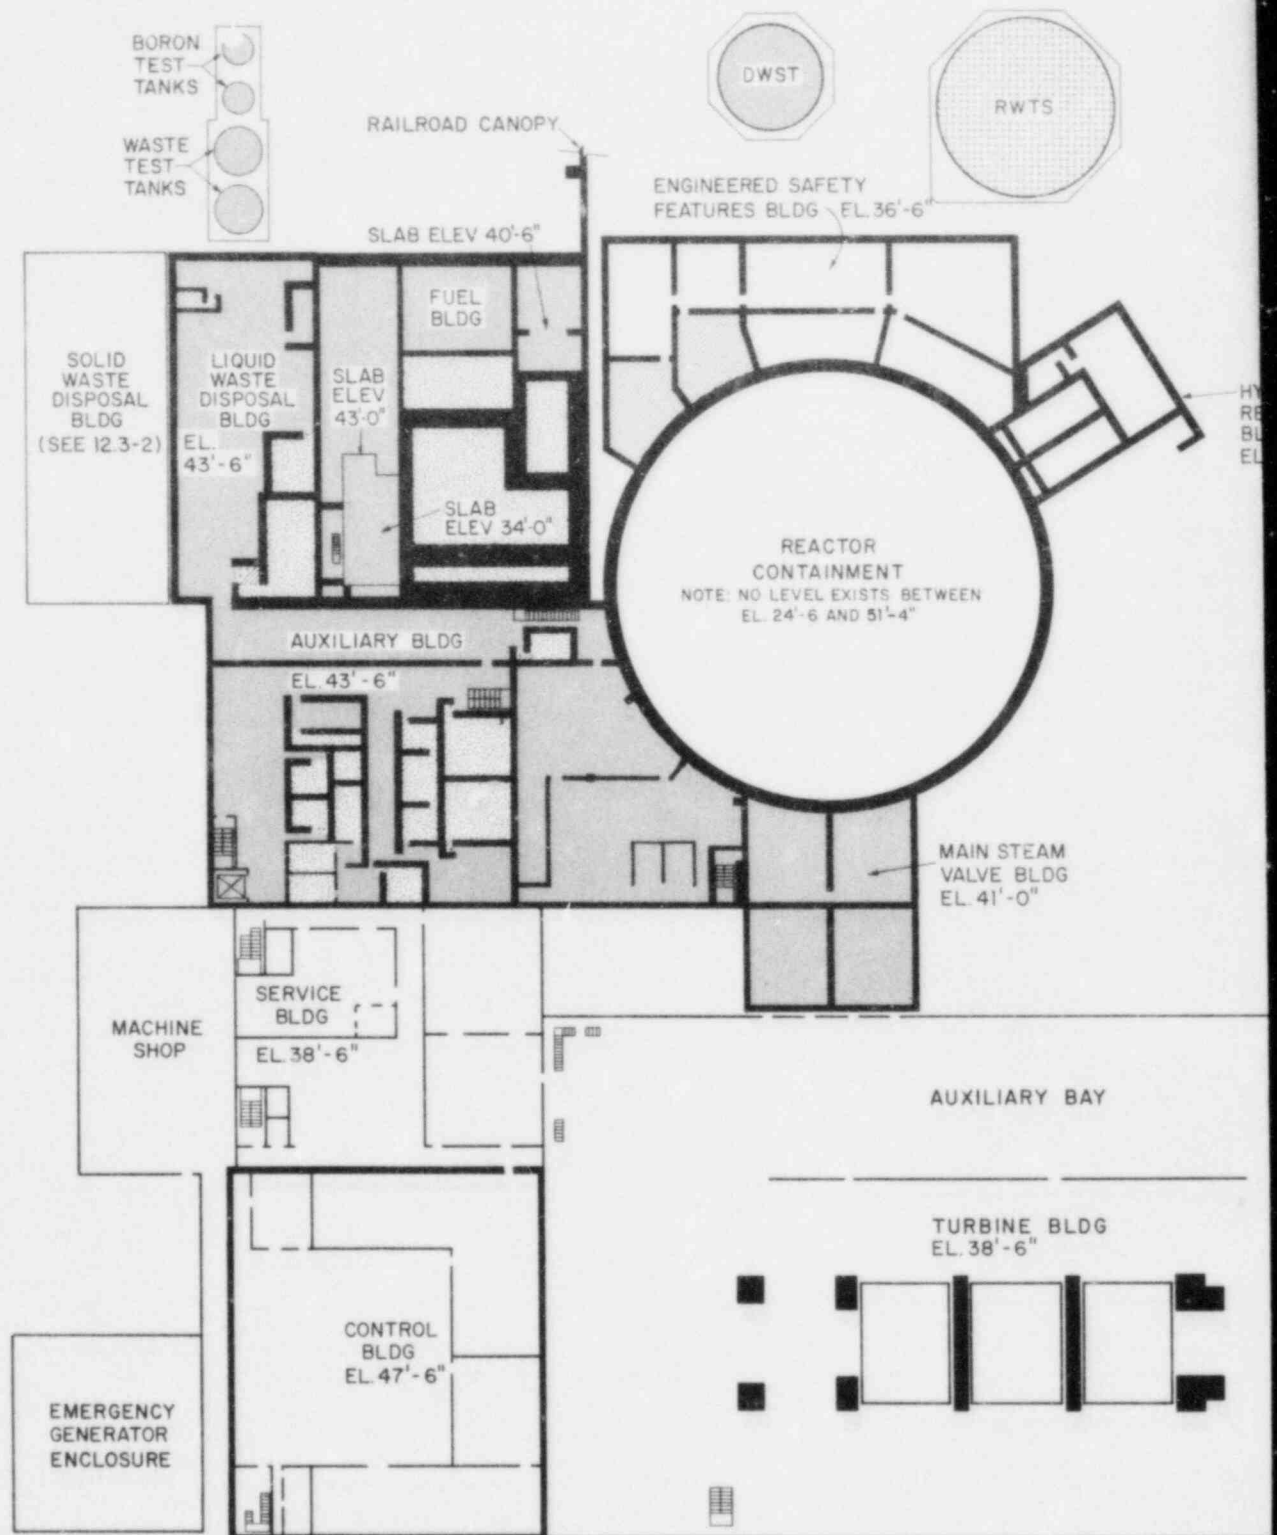 BORON
TEST
TANKS
WASTE
TEST
TANKS
RAILROAD CANOPY
DWST
RWTS
ENGINEERED SAFETY
FEATURES BLDG EL. 36'-6"
SLAB ELEV 40'-6"
SOLID
WASTE
DISPOSAL
BLDG
(SEE 12.3-2)
LIQUID
WASTE
DISPOSAL
BLDG
EL.
43'-6"
SLAB
ELEV
43'-0"
FUEL
BLDG
SLAB
ELEV 34'-0"
HY
RE
BL
EL
REACTOR
CONTAINMENT
NOTE: NO LEVEL EXISTS BETWEEN
EL. 24'-6 AND 51'-4"
AUXILIARY BLDG
EL. 43'-6"
MAIN STEAM
VALVE BLDG
EL. 41'-0"
MACHINE
SHOP
SERVICE
BLDG
EL. 38'-6"
AUXILIARY BAY
TURBINE BLDG
EL. 38'-6"
CONTROL
BLDG
EL. 47'-6"
EMERGENCY
GENERATOR
ENCLOSURE